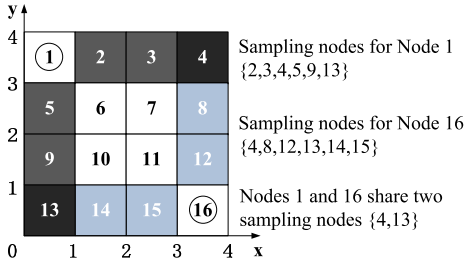 y
4
1 2 3 4
Sampling nodes for Node 1
{2,3,4,5,9,13}
3
5 6 7 8
Sampling nodes for Node 16
{4,8,12,13,14,15}
2
9 10 11 12
1
13 14 15 16
Nodes 1 and 16 share two
sampling nodes {4,13}
0 1 2 3 4
x